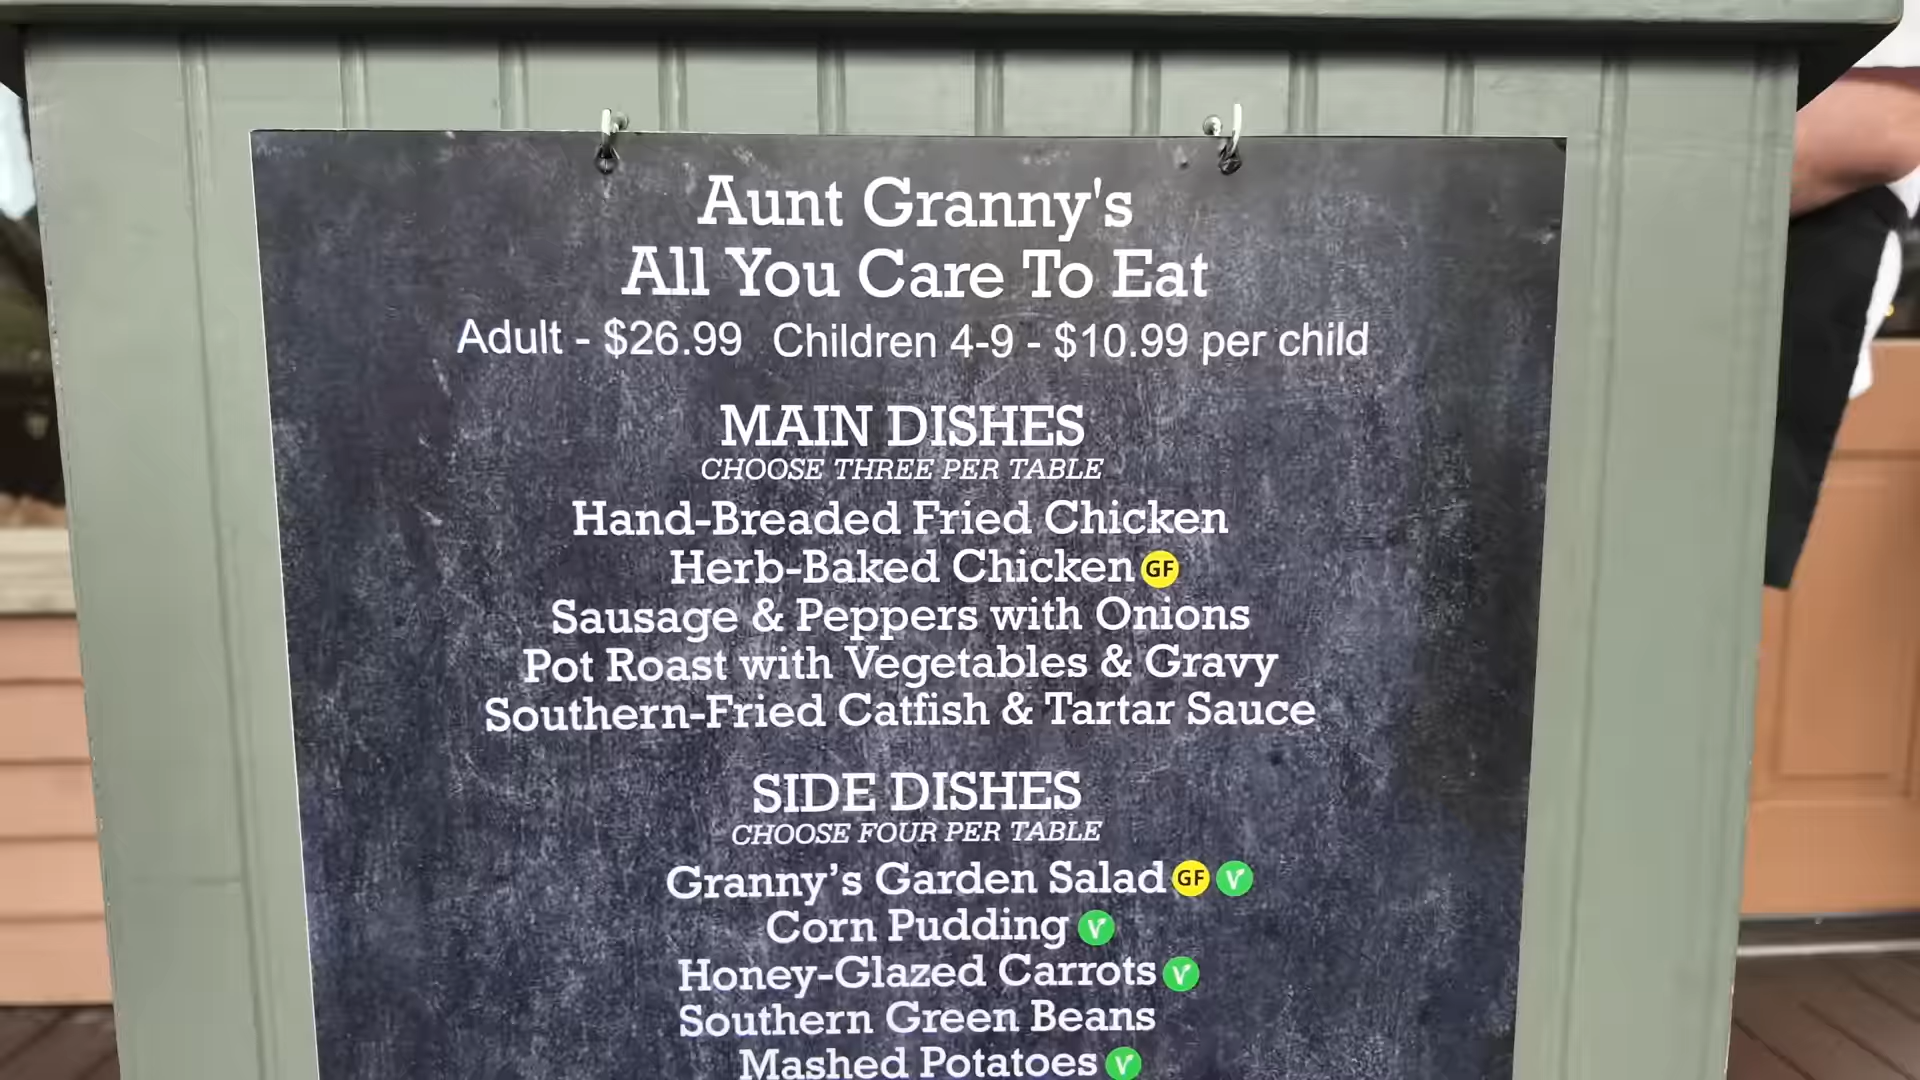 Aunt Granny's
All You Care To Eat
Adult - $26.99 Children 4-9 - $10.99 per child
MAIN DISHES
CHOOSE THREE PER TABLE
Hand-Breaded Fried Chicken
Herb-Baked Chicken GF
Sausage & Peppers with Onions
Pot Roast with Vegetables & Gravy
Southern-Fried Catfish & Tartar Sauce
SIDE DISHES
CHOOSE FOUR PER TABLE
Granny’s Garden Salad GF V
Corn Pudding V
Honey-Glazed Carrots V
Southern Green Beans
Mashed Potatoes V